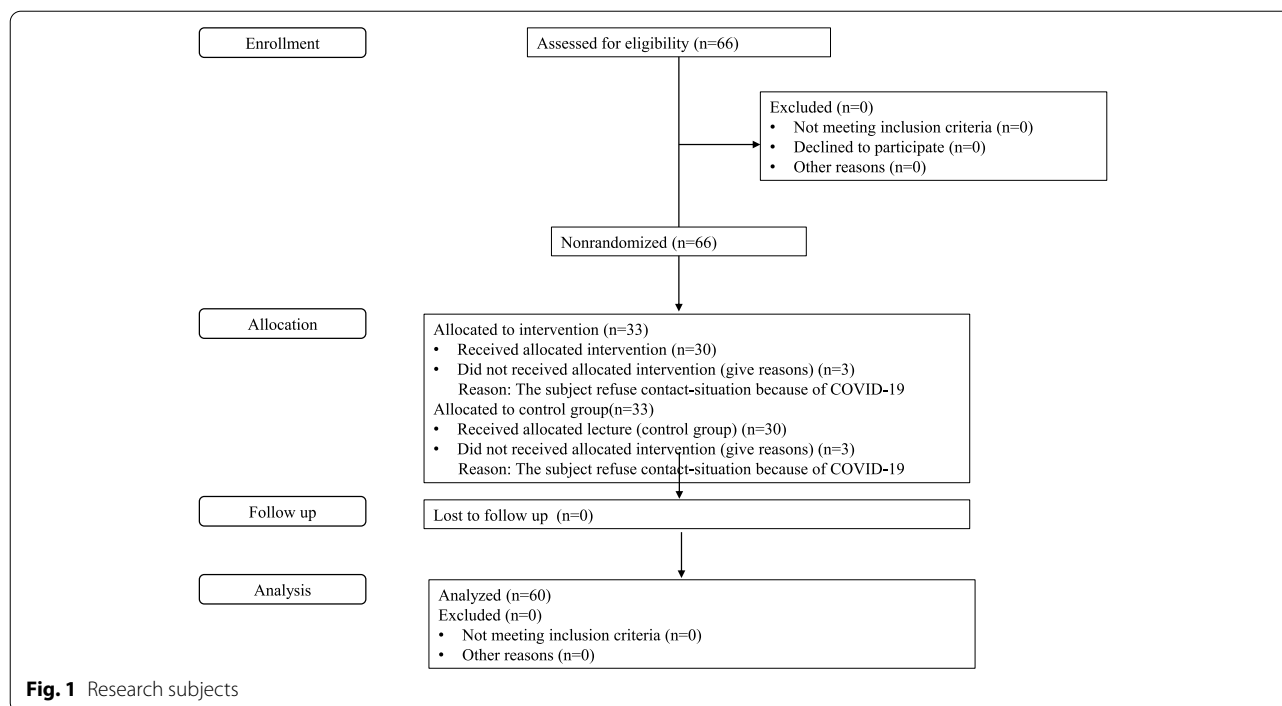 Enrollment
Assessed for eligibility (n=66)
Excluded (n=0)
• Not meeting inclusion criteria (n=0)
• Declined to participate (n=0)
• Other reasons (n=0)
Nonrandomized (n=66)
Allocation
Allocated to intervention (n=33)
• Received allocated intervention (n=30)
• Did not received allocated intervention (give reasons) (n=3)
Reason: The subject refuse contact-situation because of COVID-19
Allocated to control group(n=33)
• Received allocated lecture (control group) (n=30)
• Did not received allocated intervention (give reasons) (n=3)
Reason: The subject refuse contact-situation because of COVID-19
Follow up
Lost to follow up (n=0)
Analysis
Analyzed (n=60)
Excluded (n=0)
• Not meeting inclusion criteria (n=0)
• Other reasons (n=0)
Fig. 1 Research subjects